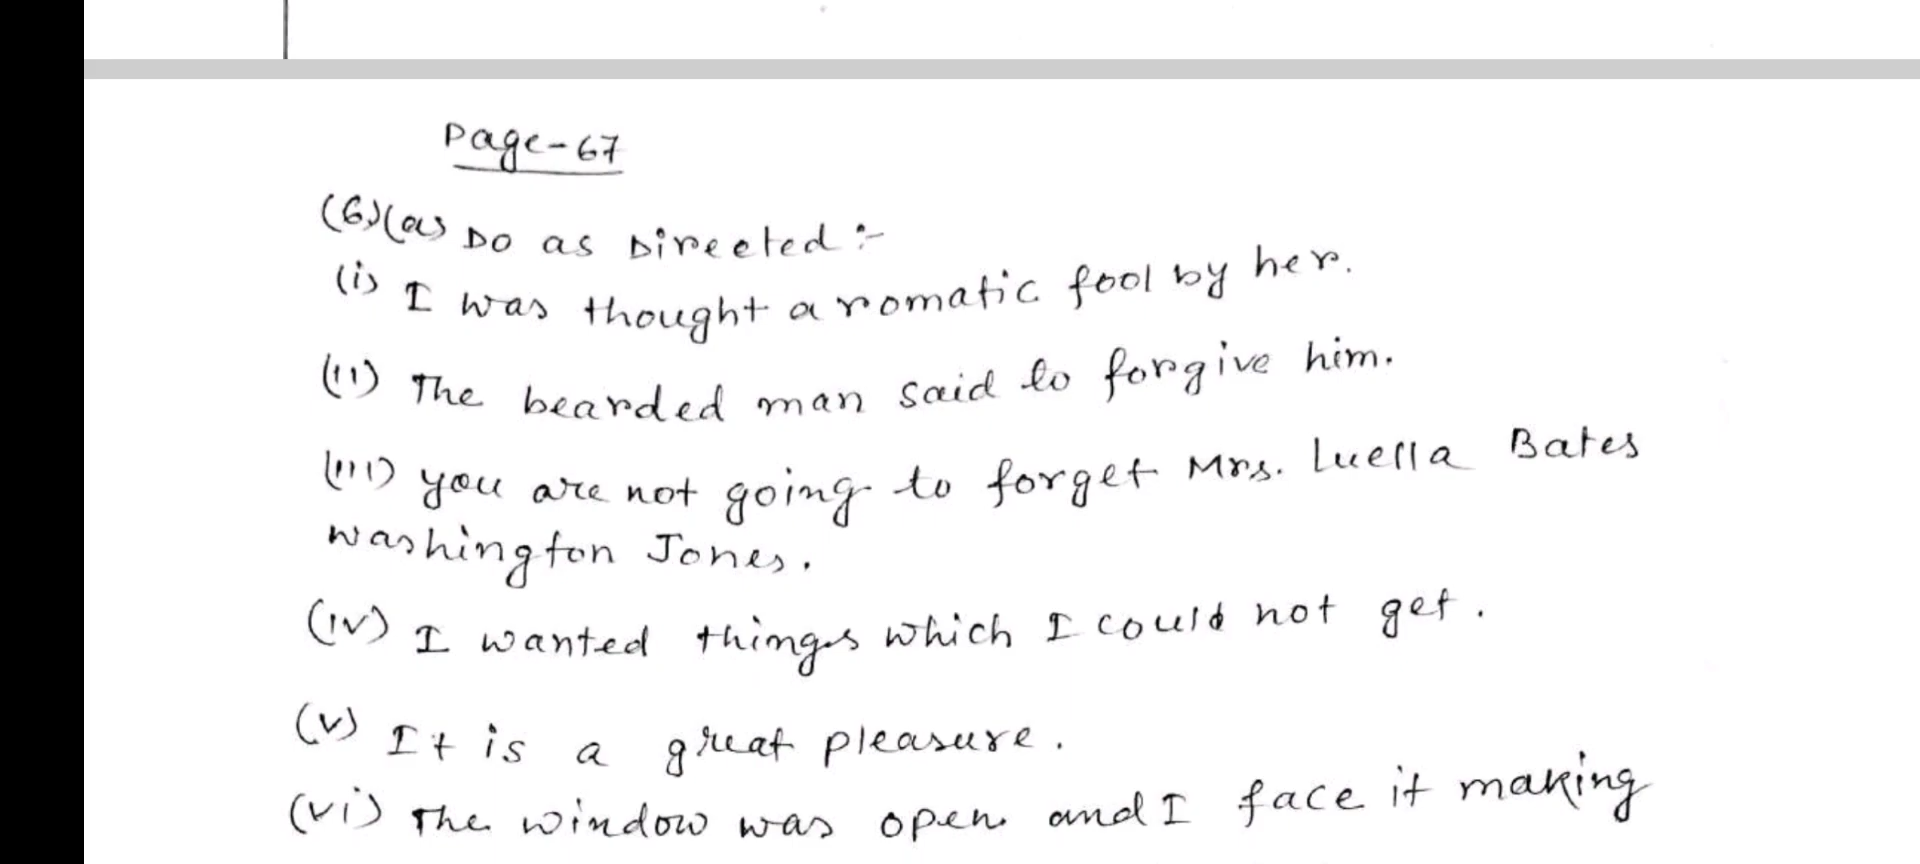 Page-67
(6)(a) Do as Directed :-
(i) I was thought a romatic fool by her.
(ii) The bearded man said to forgive him.
(iii) you are not going to forget Mrs. Luella Bates
washington Jones.
(iv) I wanted things which I could not get.
(v) It is a great pleasure.
(vi) The window was open and I face it making